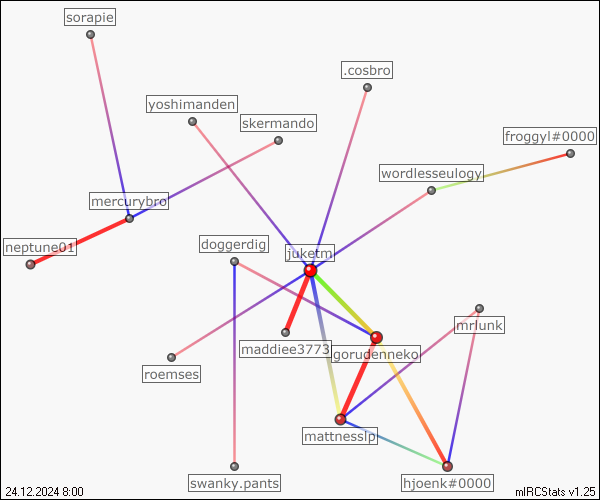 sorapie
.cosbro
yoshimanden
skermando
froggyl#0000
wordlesseulogy
mercurybro
neptune01
doggerdig
juketm
mrlunk
maddiee3773
gorudenneko
roemses
mattnesslp
swanky.pants
hjoenk#0000
24.12.2024 8:00
mIRCStats v1.25